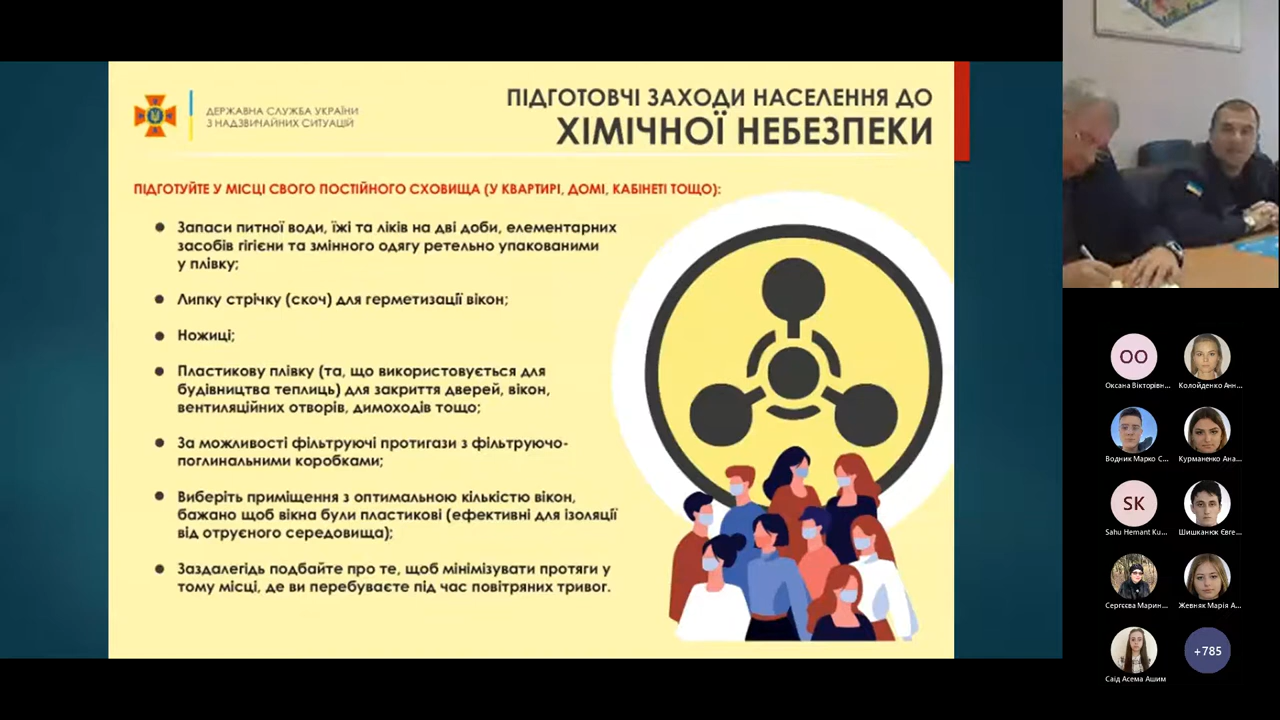 ДЕРЖАВНА СЛУЖБА УКРАЇНИ
З НАДЗВИЧАЙНИХ СИТУАЦІЙ
ПІДГОТОВЧІ ЗАХОДИ НАСЕЛЕННЯ ДО
ХІМІЧНОЇ НЕБЕЗПЕКИ
ПІДГОТУЙТЕ У МІСЦІ СВОГО ПОСТІЙНОГО СХОВИЩА (У КВАРТИРІ, ДОМІ, КАБІНЕТІ ТОЩО):
● Запаси питної води, їжі та ліків на дві доби, елементарних
засобів гігієни та змінного одягу ретельно упакованими
у плівку;
● Липку стрічку (скоч) для герметизації вікон;
● Ножиці;
● Пластикову плівку (та, що використовується для
будівництва теплиць) для закриття дверей, вікон,
вентиляційних отворів, димоходів тощо;
● За можливості фільтруючі протигази з фільтруючо-
поглинальними коробками;
● Виберіть приміщення з оптимальною кількістю вікон,
бажано щоб вікна були пластикові (ефективні для ізоляції
від отруєного середовища);
● Заздалегідь подбайте про те, щоб мінімізувати протяги у
тому місці, де ви перебуваєте під час повітряних тривог.
OO
Оксана Вікторівн...
Колойденко Анн...
Водник Марко С...
Курманенко Ана...
SK
Sahu Hemant Ku...
Шишканюк Євге...
Сергєєва Марин...
Жевняк Марія А...
Саід Асема Ашим
+785